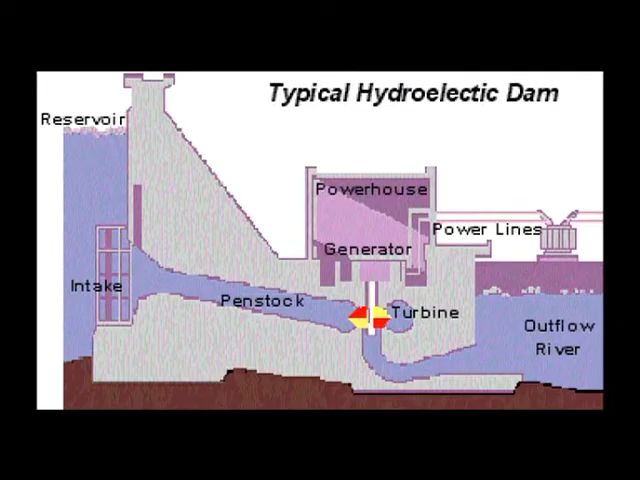 Typical Hydroelectic Dam
Reservoir
Powerhouse
Power Lines
Generator
Intake
Penstock
Turbine
Outflow
River